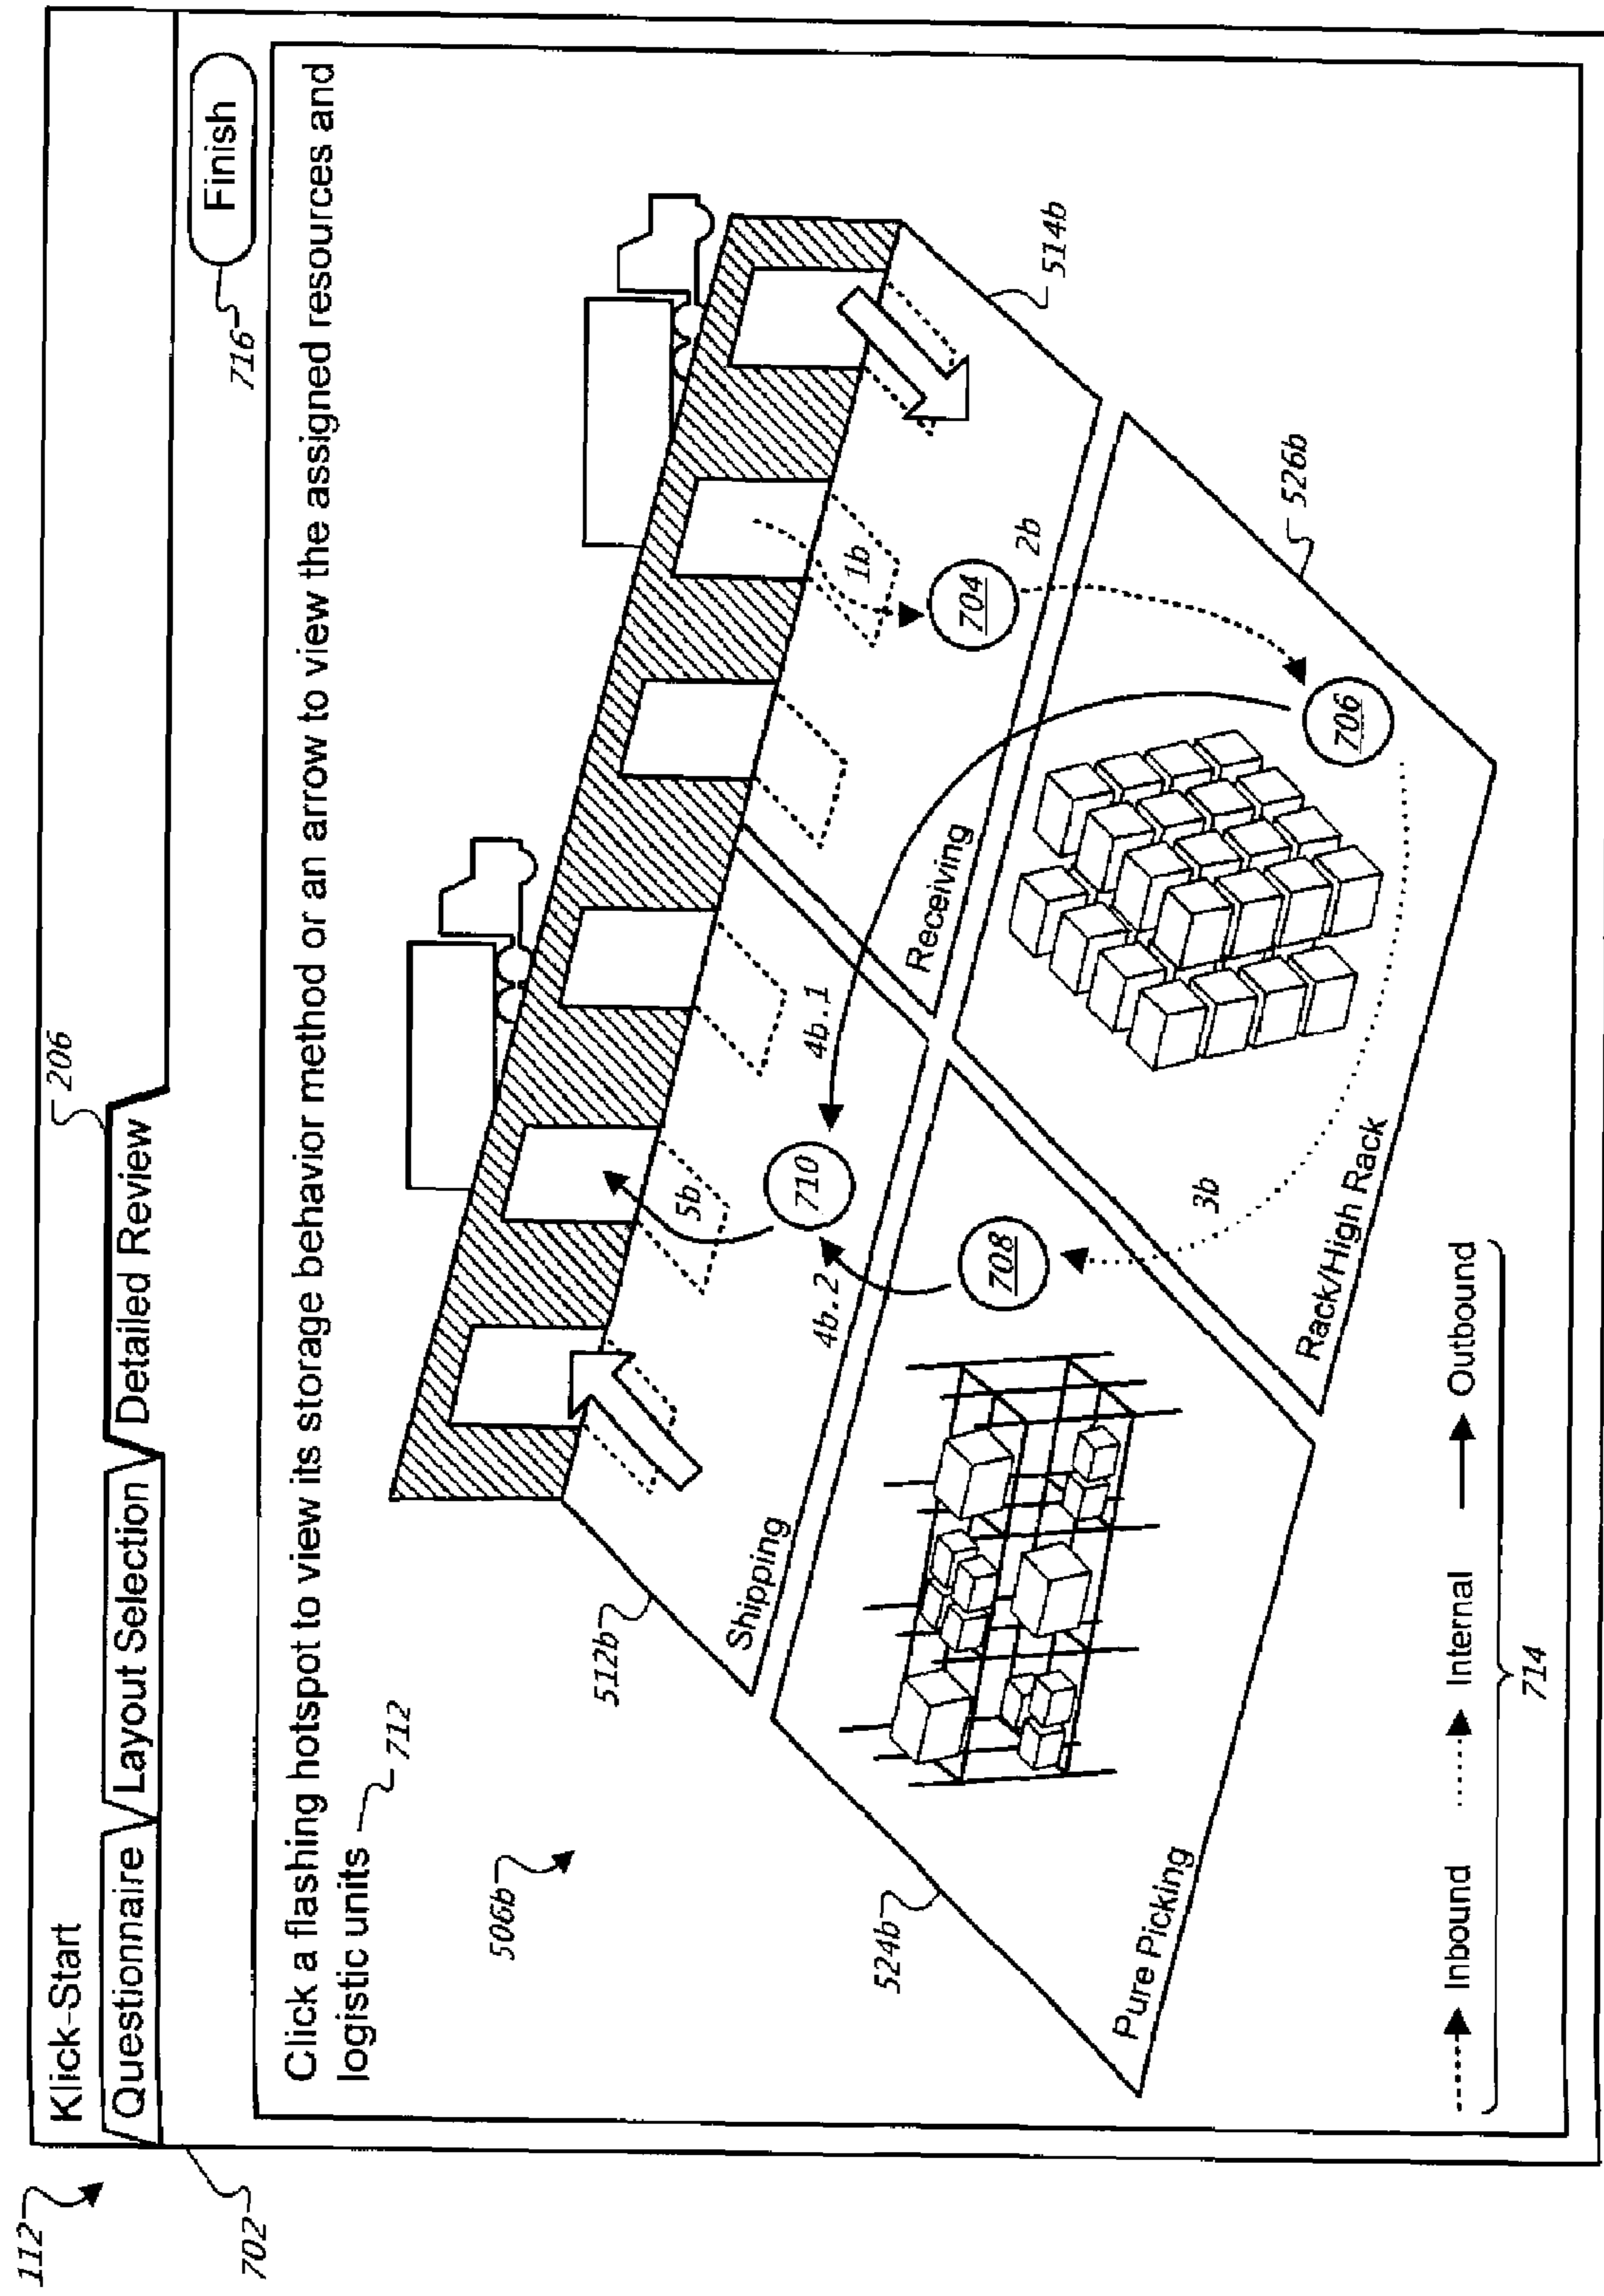 112
Klick-Start
206
Questionnaire
Layout Selection
Detailed Review
702
716
Finish
Click a flashing hotspot to view its storage behavior method or an arrow to view the assigned resources and
logistic units
712
506b
512b
Shipping
5b
710
4b.1
4b.2
1b
704
2b
514b
Receiving
524b
Pure Picking
708
3b
706
526b
Rack/High Rack
Inbound
Internal
Outbound
714